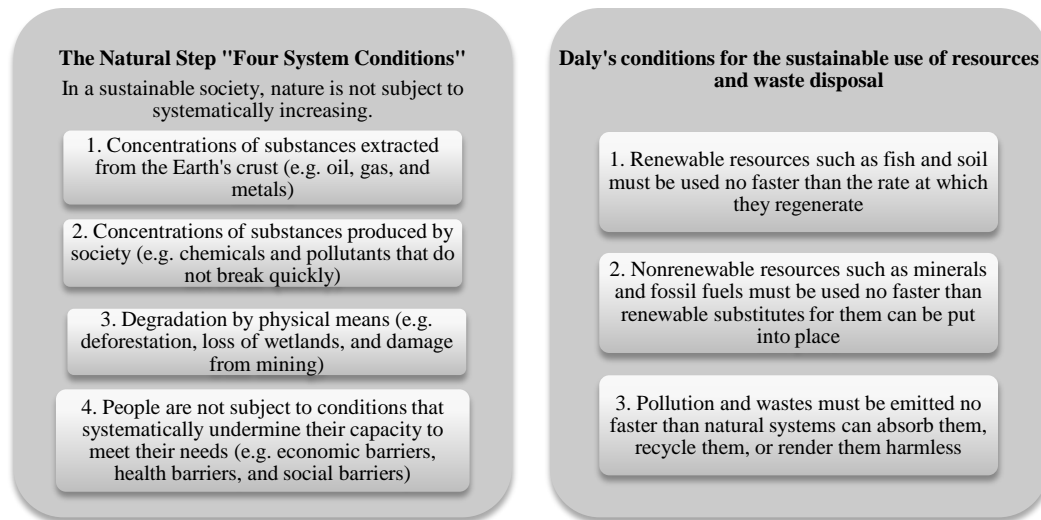 The Natural Step "Four System Conditions"
In a sustainable society, nature is not subject to
systematically increasing.
1. Concentrations of substances extracted
from the Earth's crust (e.g. oil, gas, and
metals)
2. Concentrations of substances produced by
society (e.g. chemicals and pollutants that do
not break quickly)
3. Degradation by physical means (e.g.
deforestation, loss of wetlands, and damage
from mining)
4. People are not subject to conditions that
systematically undermine their capacity to
meet their needs (e.g. economic barriers,
health barriers, and social barriers)
Daly's conditions for the sustainable use of resources
and waste disposal
1. Renewable resources such as fish and soil
must be used no faster than the rate at which
they regenerate
2. Nonrenewable resources such as minerals
and fossil fuels must be used no faster than
renewable substitutes for them can be put
into place
3. Pollution and wastes must be emitted no
faster than natural systems can absorb them,
recycle them, or render them harmless